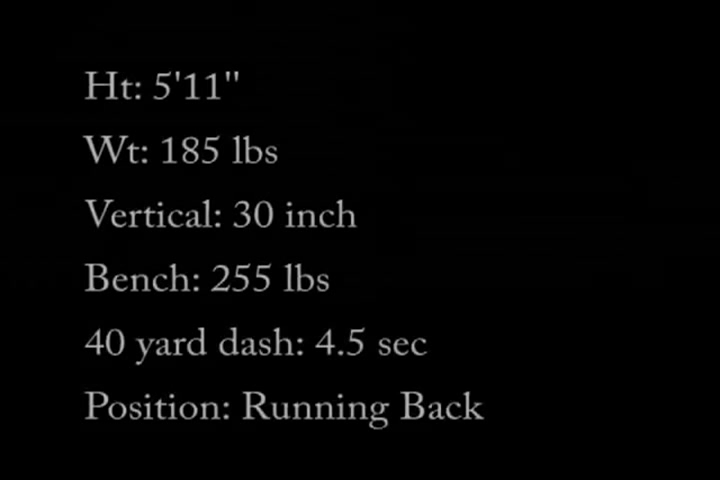 Ht: 5'11"
Wt: 185 lbs
Vertical: 30 inch
Bench: 255 lbs
40 yard dash: 4.5 sec
Position: Running Back